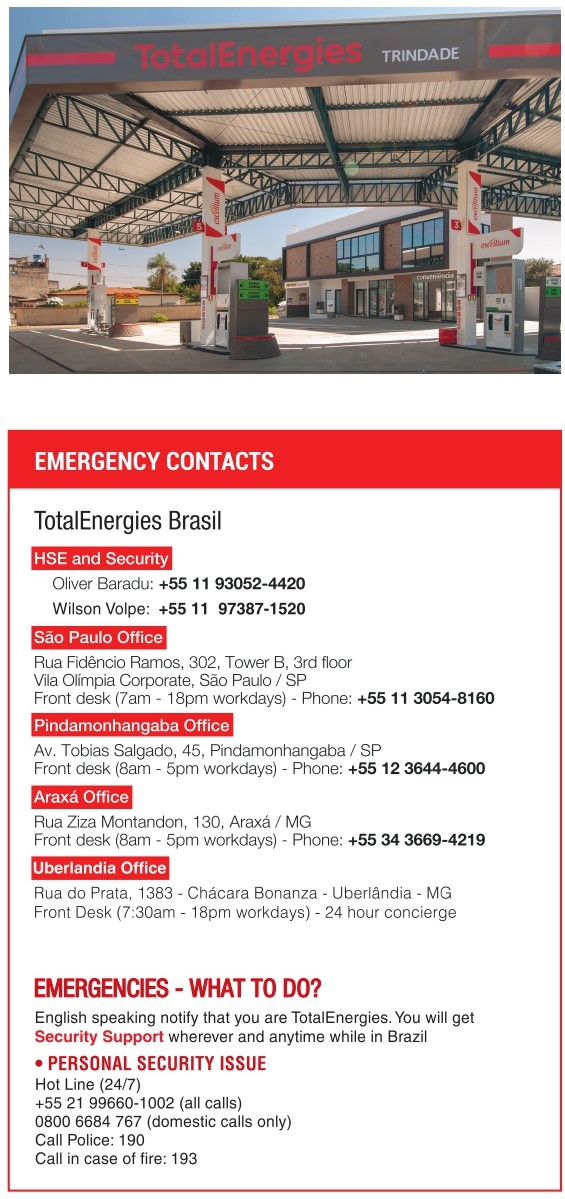 TotalEnergies TRINDADE
5
excellium
3
excellium
excellium
excellium
conveniência
EMERGENCY CONTACTS
TotalEnergies Brasil
HSE and Security
Oliver Baradu: +55 11 93052-4420
Wilson Volpe: +55 11 97387-1520
São Paulo Office
Rua Fidêncio Ramos, 302, Tower B, 3rd floor
Vila Olímpia Corporate, São Paulo / SP
Front desk (7am - 18pm workdays) - Phone: +55 11 3054-8160
Pindamonhangaba Office
Av. Tobias Salgado, 45, Pindamonhangaba / SP
Front desk (8am - 5pm workdays) - Phone: +55 12 3644-4600
Araxá Office
Rua Ziza Montandon, 130, Araxá / MG
Front desk (8am - 5pm workdays) - Phone: +55 34 3669-4219
Uberlandia Office
Rua do Prata, 1383 - Chácara Bonanza - Uberlândia - MG
Front Desk (7:30am - 18pm workdays) - 24 hour concierge
EMERGENCIES - WHAT TO DO?
English speaking notify that you are TotalEnergies. You will get
Security Support wherever and anytime while in Brazil
• PERSONAL SECURITY ISSUE
Hot Line (24/7)
+55 21 99660-1002 (all calls)
0800 6684 767 (domestic calls only)
Call Police: 190
Call in case of fire: 193